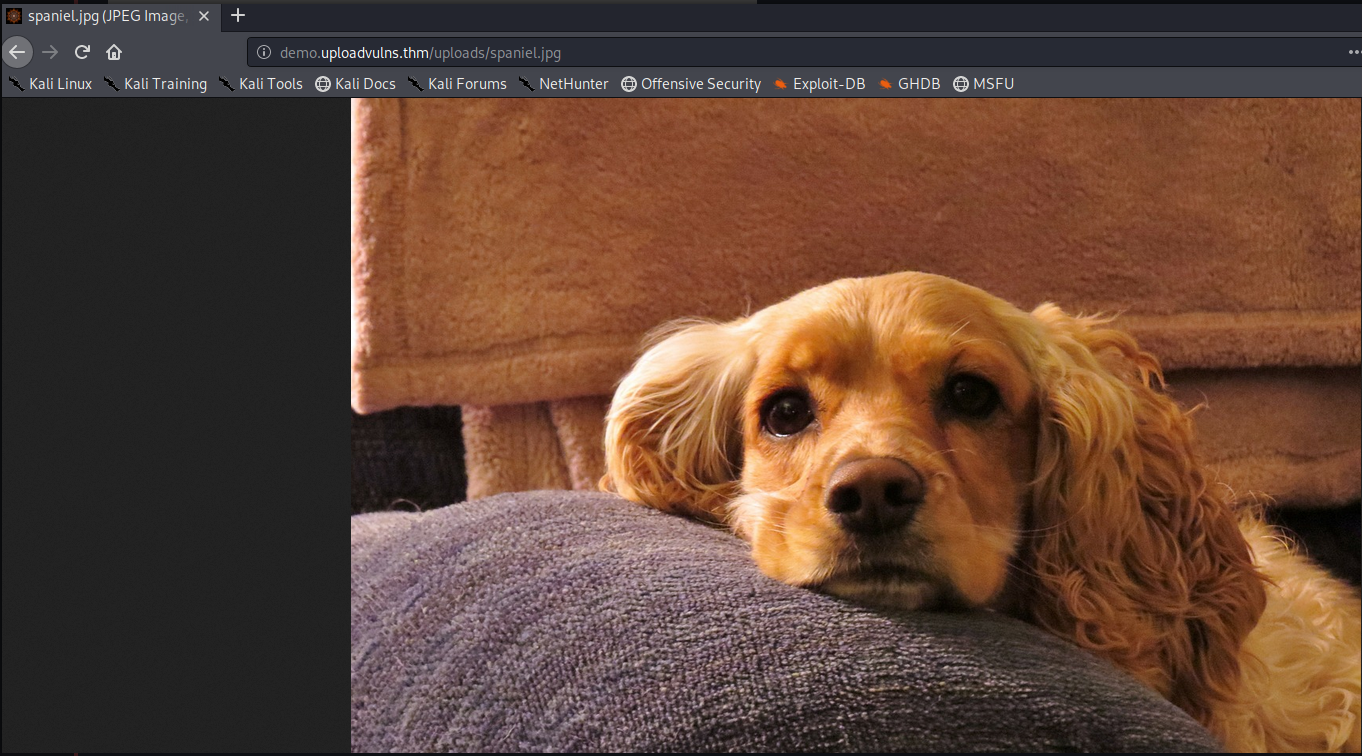 spaniel.jpg (JPEG Image,
demo.uploadvulns.thm/uploads/spaniel.jpg
Kali Linux Kali Training Kali Tools Kali Docs Kali Forums NetHunter Offensive Security Exploit-DB GHDB MSFU